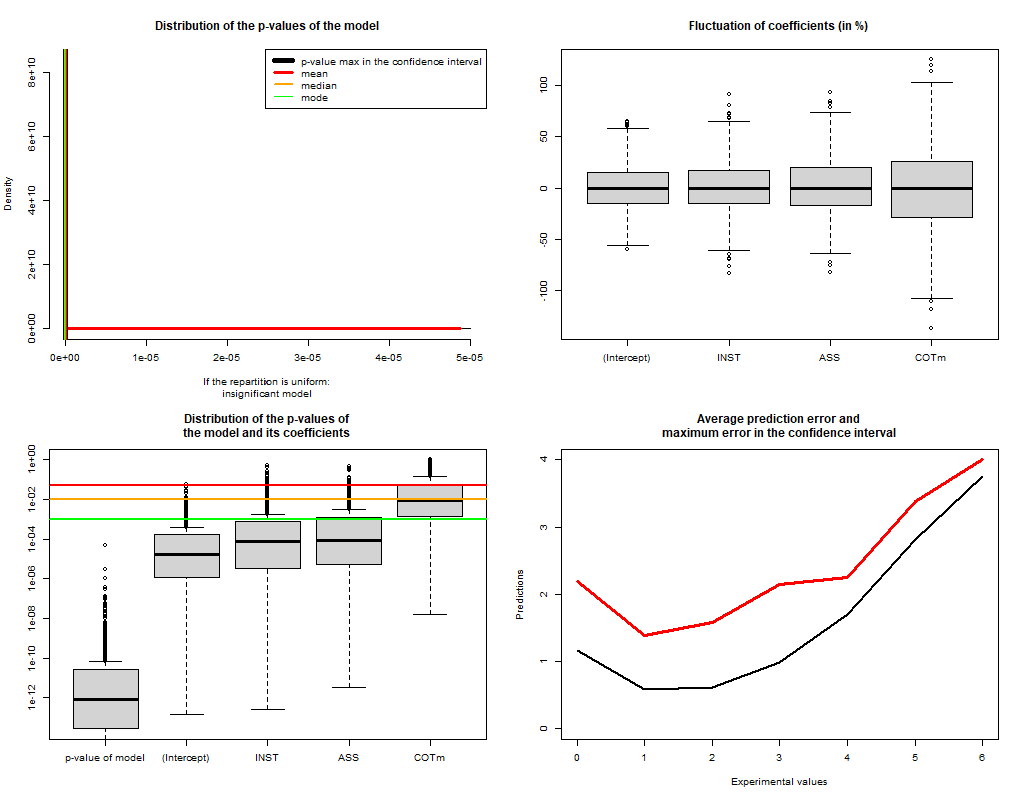 Distribution of the p-values of the model
p-value max in the confidence interval
mean
median
mode
Density
8e+10
6e+10
4e+10
2e+10
0e+00
0e+00 1e-05 2e-05 3e-05 4e-05 5e-05
If the repartition is uniform:
insignificant model
Fluctuation of coefficients (in %)
100
50
0
-50
-100
(Intercept) INST ASS COTm
Distribution of the p-values of
the model and its coefficients
1e+00
1e-02
1e-04
1e-06
1e-08
1e-10
1e-12
p-value of model (Intercept) INST ASS COTm
Average prediction error and
maximum error in the confidence interval
Predictions
4
3
2
1
0
0 1 2 3 4 5 6
Experimental values